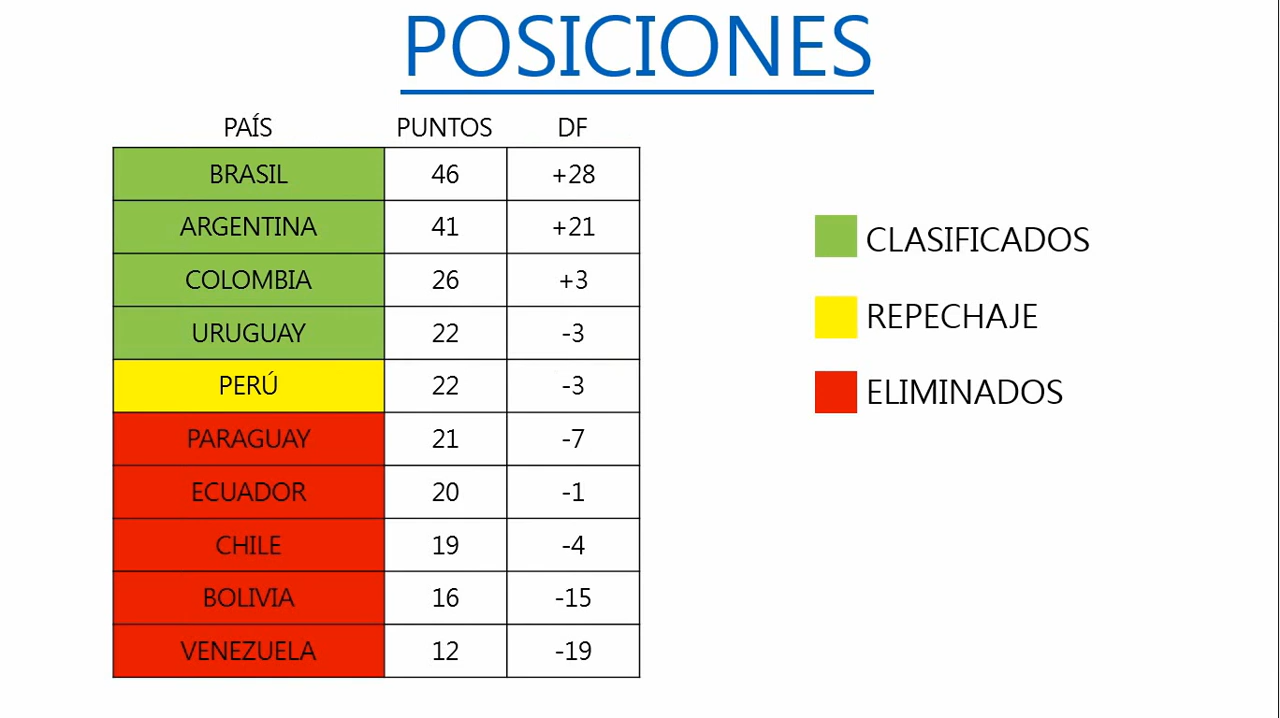 POSICIONES
PAÍS PUNTOS DF
BRASIL 46 +28
ARGENTINA 41 +21
COLOMBIA 26 +3
URUGUAY 22 -3
PERÚ 22 -3
PARAGUAY 21 -7
ECUADOR 20 -1
CHILE 19 -4
BOLIVIA 16 -15
VENEZUELA 12 -19
CLASIFICADOS
REPECHAJE
ELIMINADOS